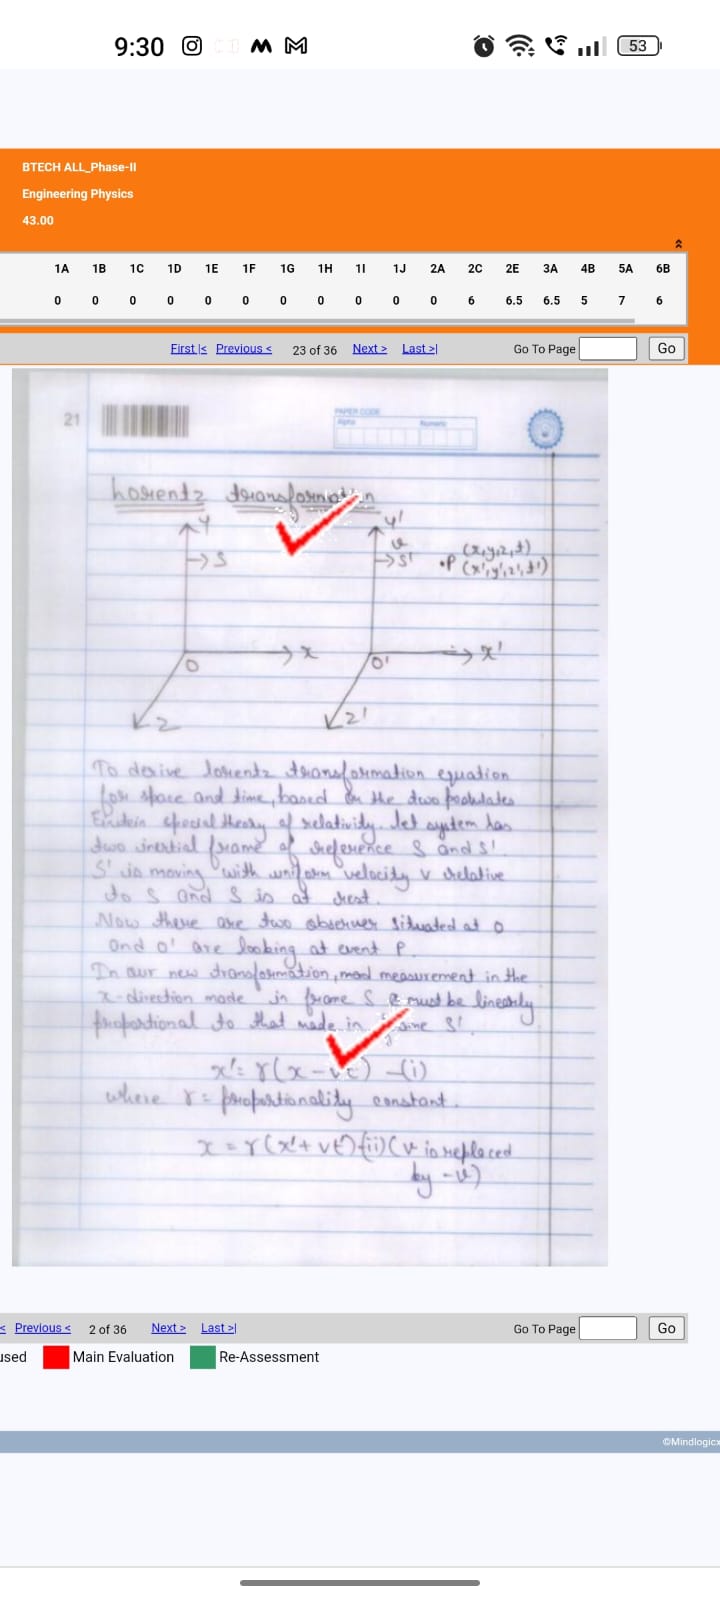 9:30
53
BTECH ALL_Phase-II
Engineering Physics
43.00
1A 1B 1C 1D 1E 1F 1G 1H 1I 1J 2A 2C 2E 3A 4B 5A 6B
0 0 0 0 0 0 0 0 0 0 0 6 6.5 6.5 5 7 6
First |< Previous < 23 of 36 Next > Last >| Go To Page Go
21
PAPER CODE
Alpha Numeric
Lorentz transformation
Y Y'
→S v →S' •P (x,y,z,t)
(x',y',z',t')
O x O' x'
z z'
To derive lorentz transformation equation
for space and time, based on the two postulates
Einstein special theory of relativity. Let system has
two inertial frame of reference S and S'.
S' is moving with uniform velocity v relative
to S and S is at rest.
Now there are two observer situated at O
and O' are looking at event P.
In our new transformation, measurement in the
x-direction made in frame S must be linearly
proportional to that made in frame S'
x' = γ(x - vt) —(i)
where γ = proportionality constant.
x = γ(x' + vt') —(ii) (v is replaced
by -v)
< Previous < 2 of 36 Next > Last >| Go To Page Go
used Main Evaluation Re-Assessment
©Mindlogicx